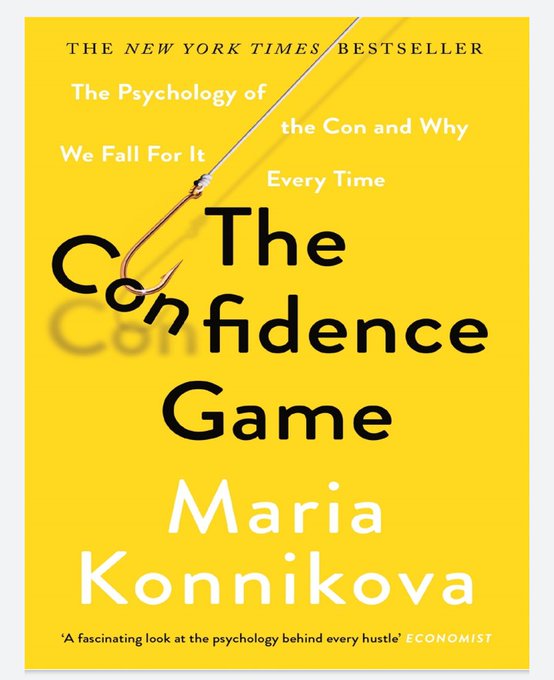 THE NEW YORK TIMES BESTSELLER
The Psychology of
the Con and Why
We Fall For It
Every Time
The
Confidence
Game
Maria
Konnikova
‘A fascinating look at the psychology behind every hustle’ ECONOMIST